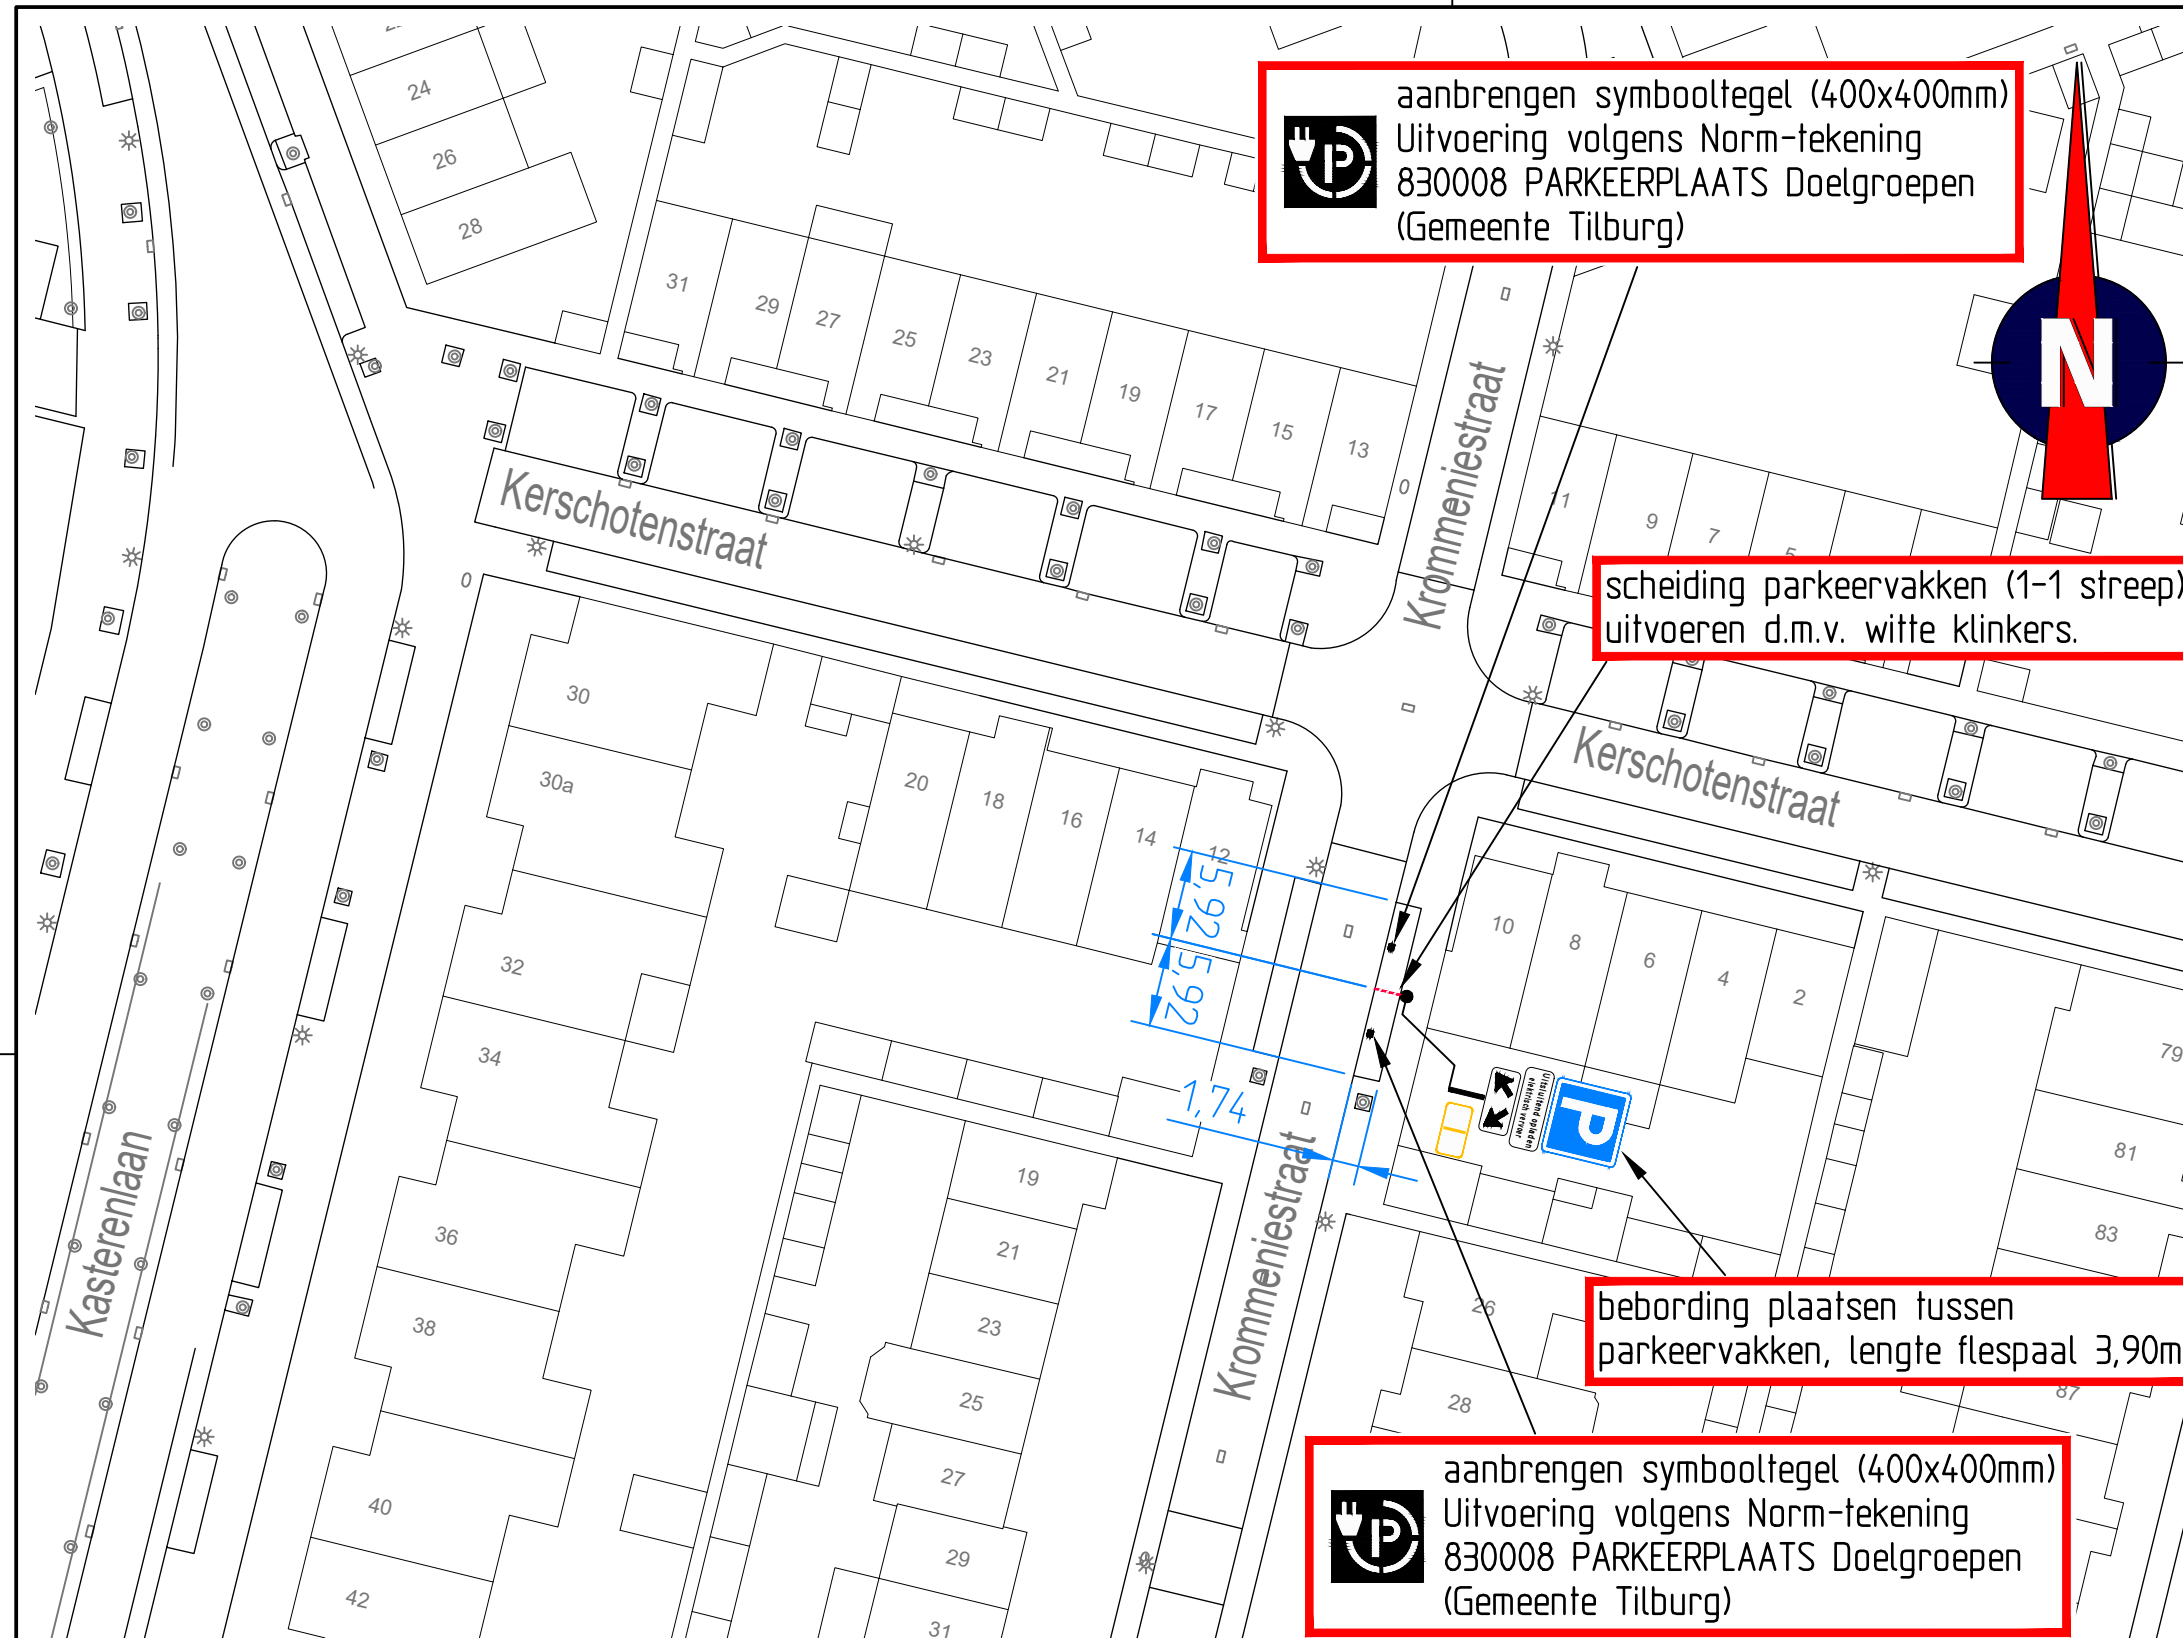 aanbrengen symbooltegel (400x400mm)
Uitvoering volgens Norm-tekening
830008 PARKEERPLAATS Doelgroepen
(Gemeente Tilburg)
P
N
24
26
28
31
29
27
25
23
21
19
17
15
13
0
11
9
7
Krommeniestraat
Kerschotenstraat
0
scheiding parkeervakken (1-1 streep)
uitvoeren d.m.v. witte klinkers.
Kerschotenstraat
30
30a
20
18
16
14
12
5,92
5,92
1,74
10
8
6
4
2
32
34
36
38
40
42
79
81
83
87
Uitsluitend opladen
elektrisch vervoer
P
Kasterenlaan
Krommeniestraat
19
21
23
25
27
29
31
26
28
bebording plaatsen tussen
parkeervakken, lengte flespaal 3,90m
aanbrengen symbooltegel (400x400mm)
Uitvoering volgens Norm-tekening
830008 PARKEERPLAATS Doelgroepen
(Gemeente Tilburg)
P